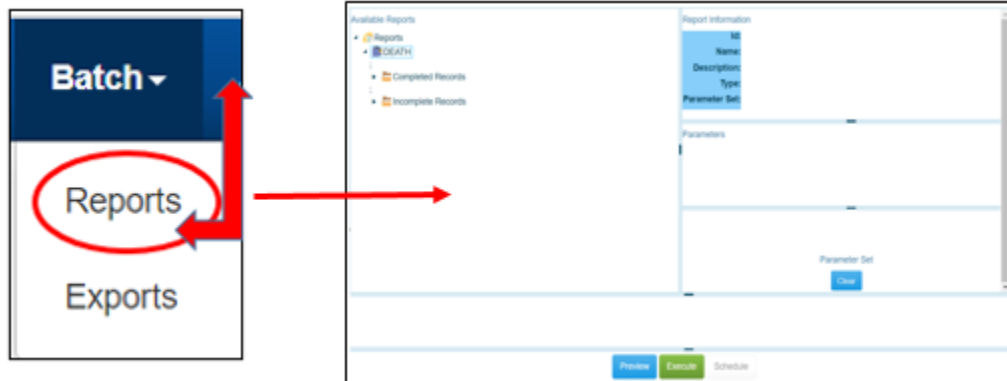 Batch
Reports
Exports
Available Reports
Reports
DEATH
Completed Records
Incomplete Records
Report Information
Id:
Name:
Description:
Type:
Parameter Set:
Parameters
Parameter Set
Clear
Preview
Execute
Schedule